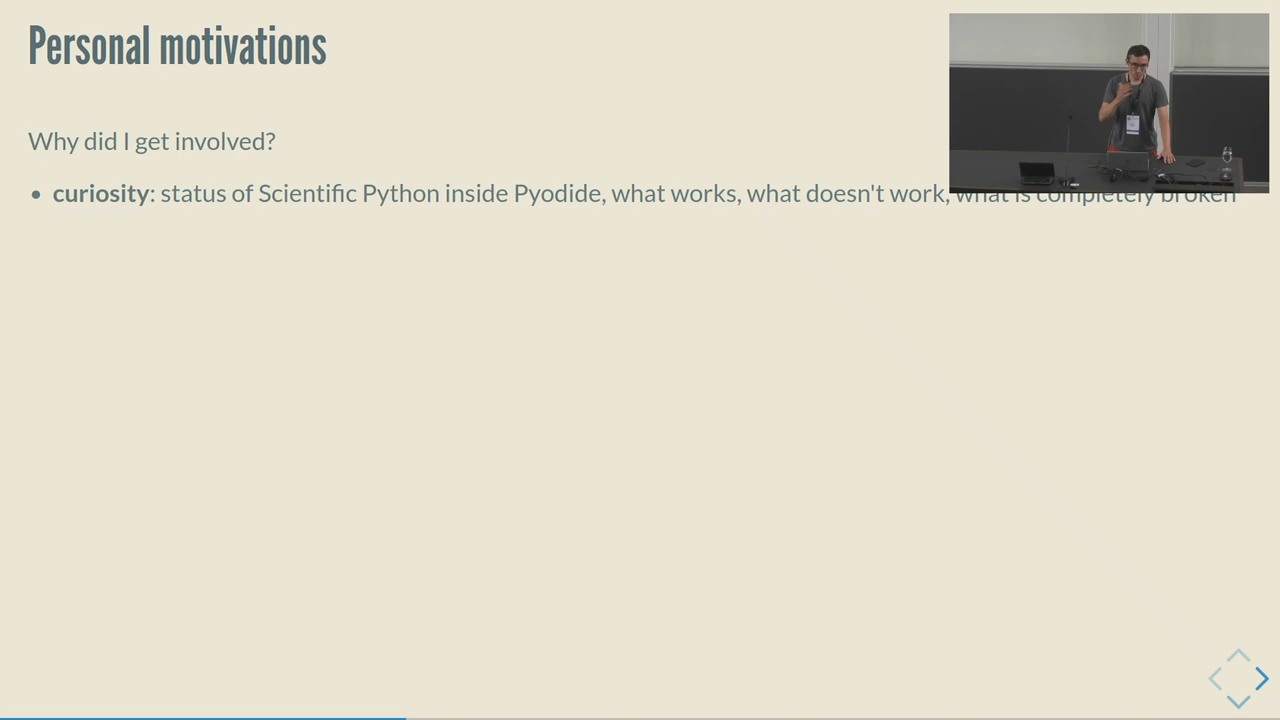 Personal motivations
Why did I get involved?
• curiosity: status of Scientific Python inside Pyodide, what works, what doesn't work, what is completely broken